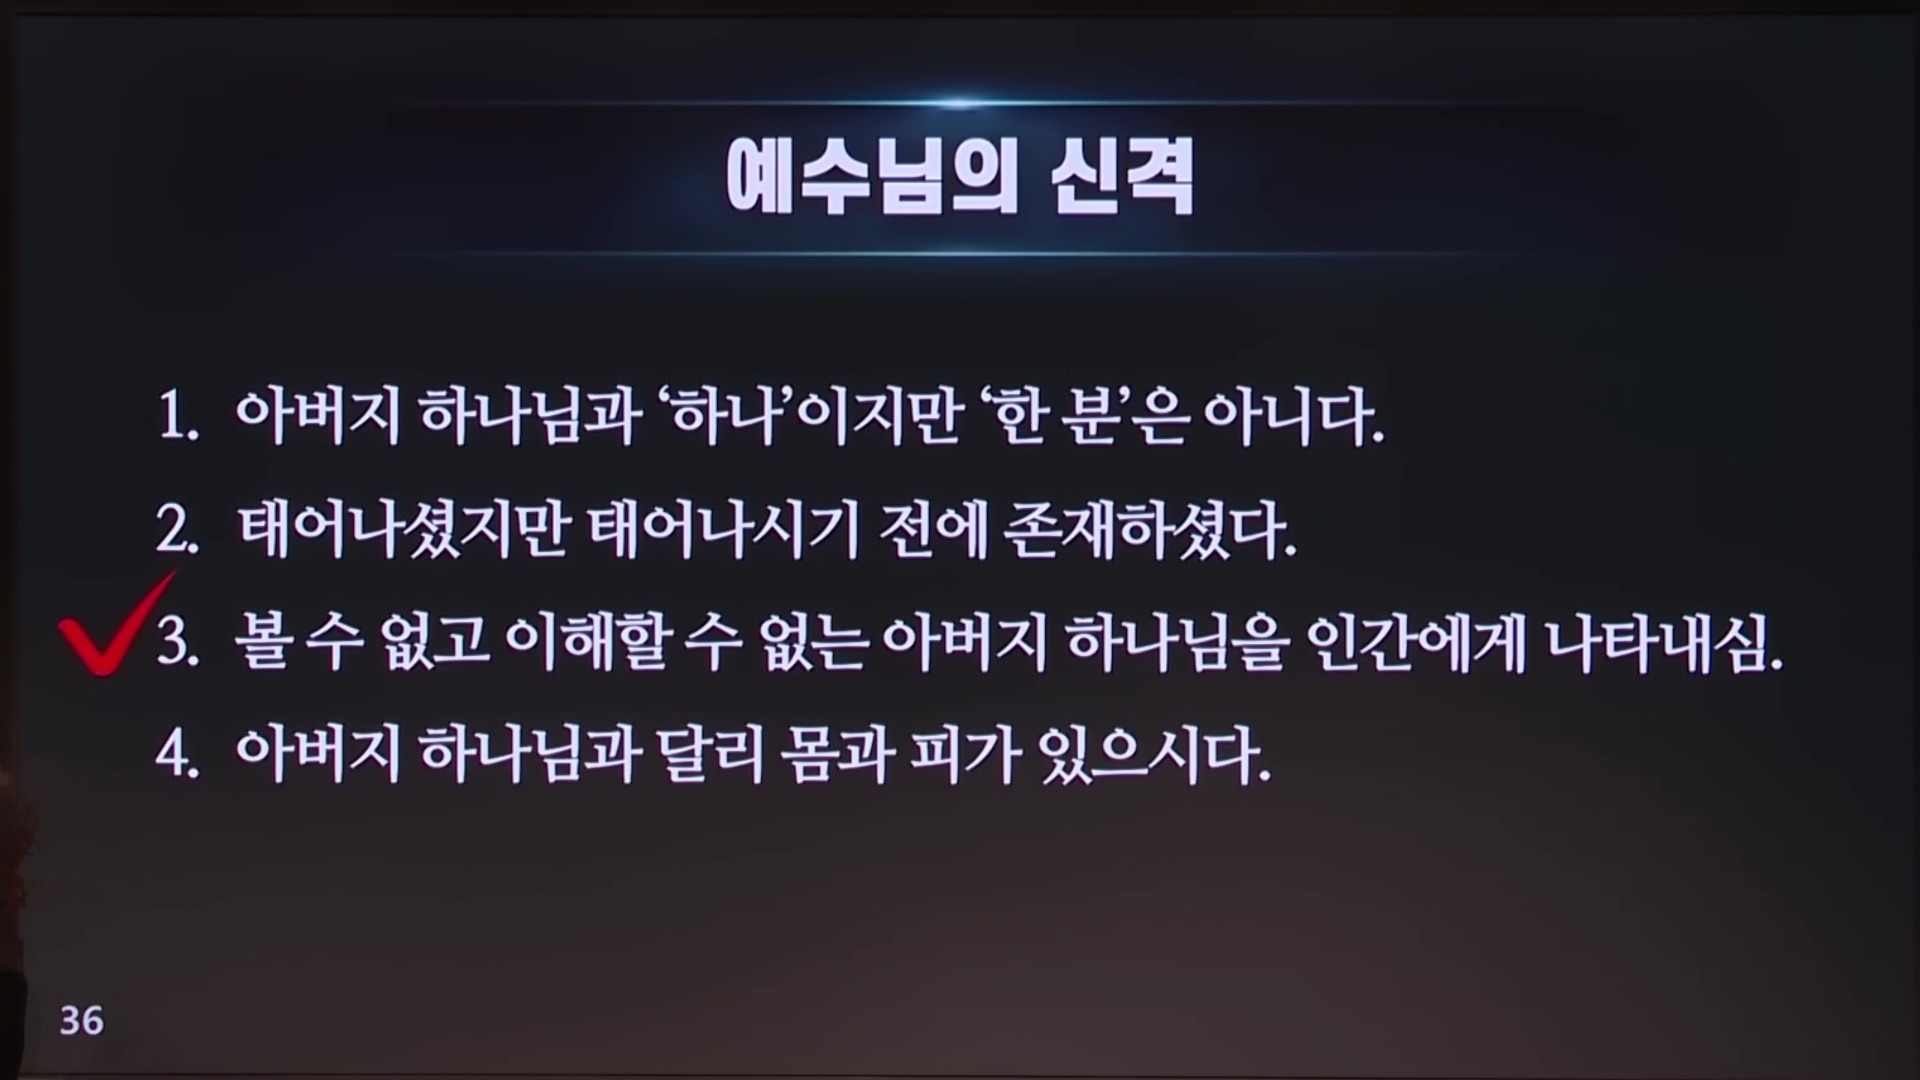 예수님의 신격
1. 아버지 하나님과 ‘하나’이지만 ‘한 분’은 아니다.
2. 태어나셨지만 태어나시기 전에 존재하셨다.
3. 볼 수 없고 이해할 수 없는 아버지 하나님을 인간에게 나타내심.
4. 아버지 하나님과 달리 몸과 피가 있으시다.
36